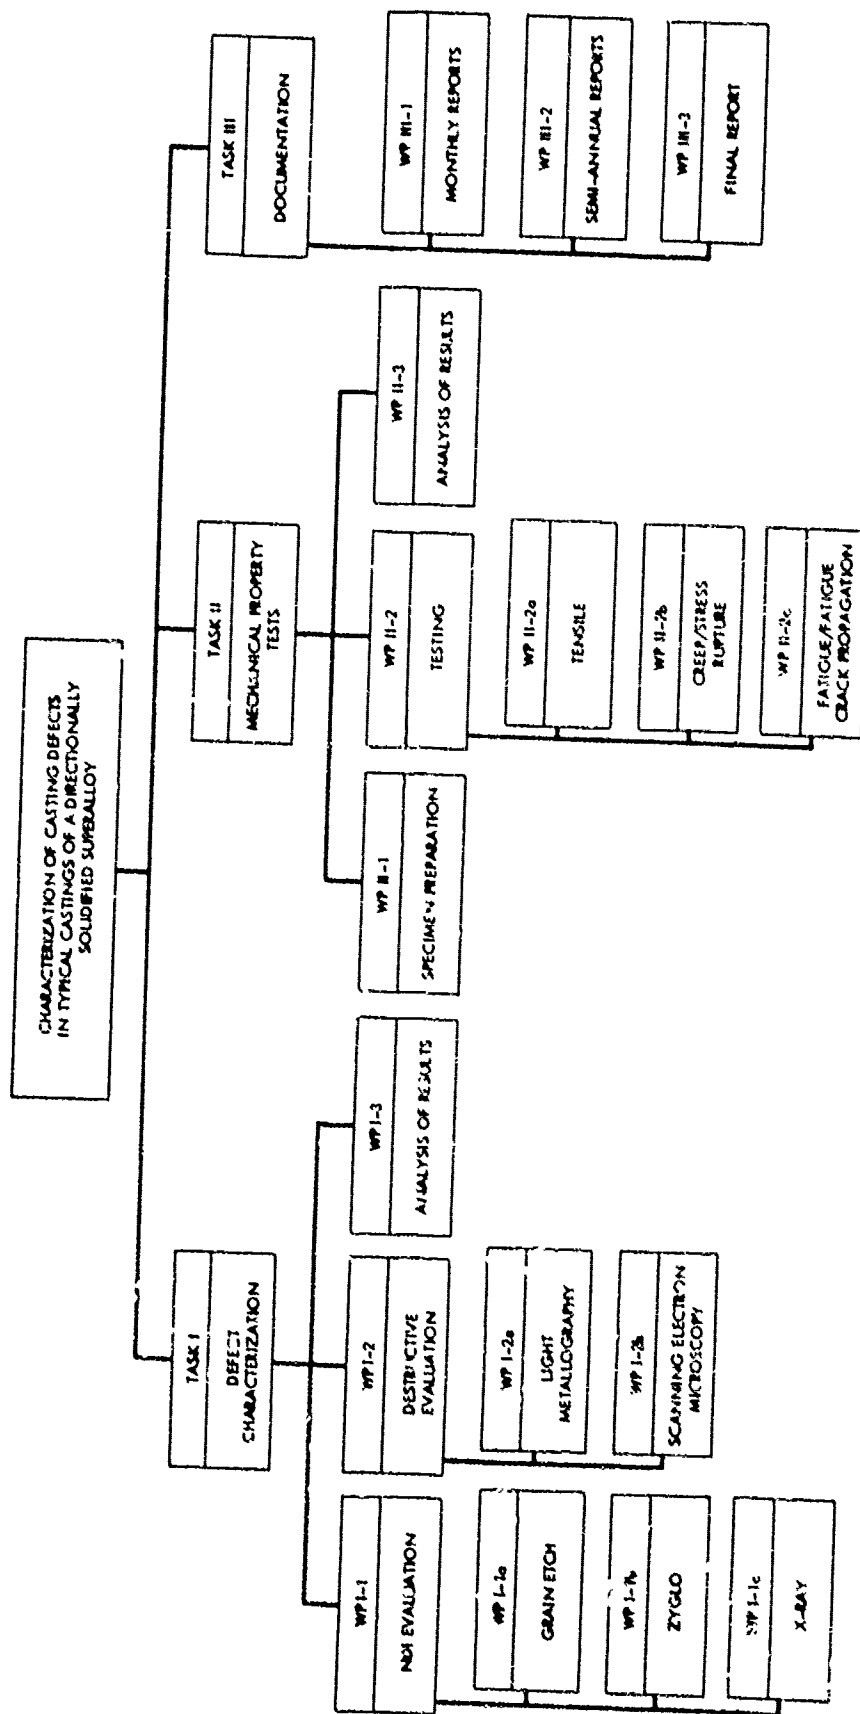 CHARACTERIZATION OF CASTING DEFECTS
IN TYPICAL CASTINGS OF A DIRECTIONALLY
SOLIDIFIED SUPERALLOY
TASK I
DEFECT
CHARACTERIZATION
WP I-1
NDI EVALUATION
WP I-1a
GRAIN ETCH
WP I-1b
ZYGLO
WP I-1c
X-RAY
WP I-2
DESTRUCTIVE
EVALUATION
WP I-2a
LIGHT
METALLOGRAPHY
WP I-2b
SCANNING ELECTRON
MICROSCOPY
WP I-3
ANALYSIS OF RESULTS
TASK II
MECHANICAL PROPERTY
TESTS
WP II-1
SPECIMEN PREPARATION
WP II-2
TESTING
WP II-2a
TENSILE
WP II-2b
CREEP/STRESS
RUPTURE
WP II-2c
FATIGUE/FATIGUE
CRACK PROPAGATION
WP II-3
ANALYSIS OF RESULTS
TASK III
DOCUMENTATION
WP III-1
MONTHLY REPORTS
WP III-2
SEMI-ANNUAL REPORTS
WP III-3
FINAL REPORT